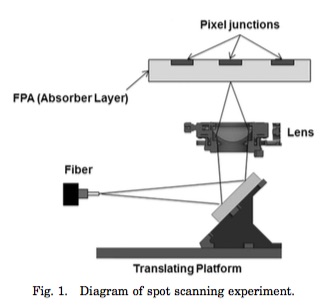 Pixel junctions
FPA (Absorber Layer)
Lens
Fiber
Translating Platform
Fig. 1. Diagram of spot scanning experiment.